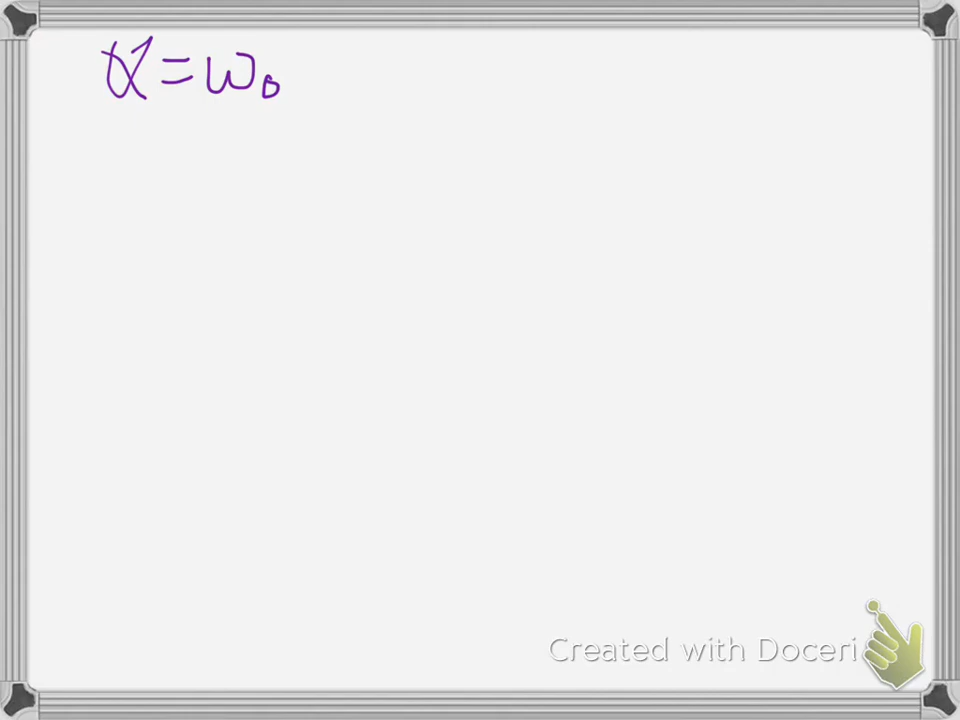 α = ω₀
Created with Doceri